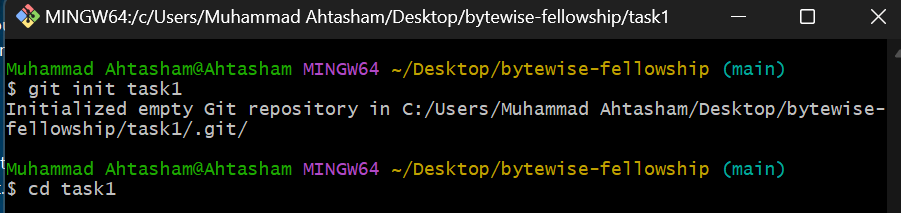 MINGW64:/c/Users/Muhammad Ahtasham/Desktop/bytewise-fellowship/task1
Muhammad Ahtasham@Ahtasham MINGW64 ~/Desktop/bytewise-fellowship (main)
$ git init task1
Initialized empty Git repository in C:/Users/Muhammad Ahtasham/Desktop/bytewise-
fellowship/task1/.git/
Muhammad Ahtasham@Ahtasham MINGW64 ~/Desktop/bytewise-fellowship (main)
$ cd task1